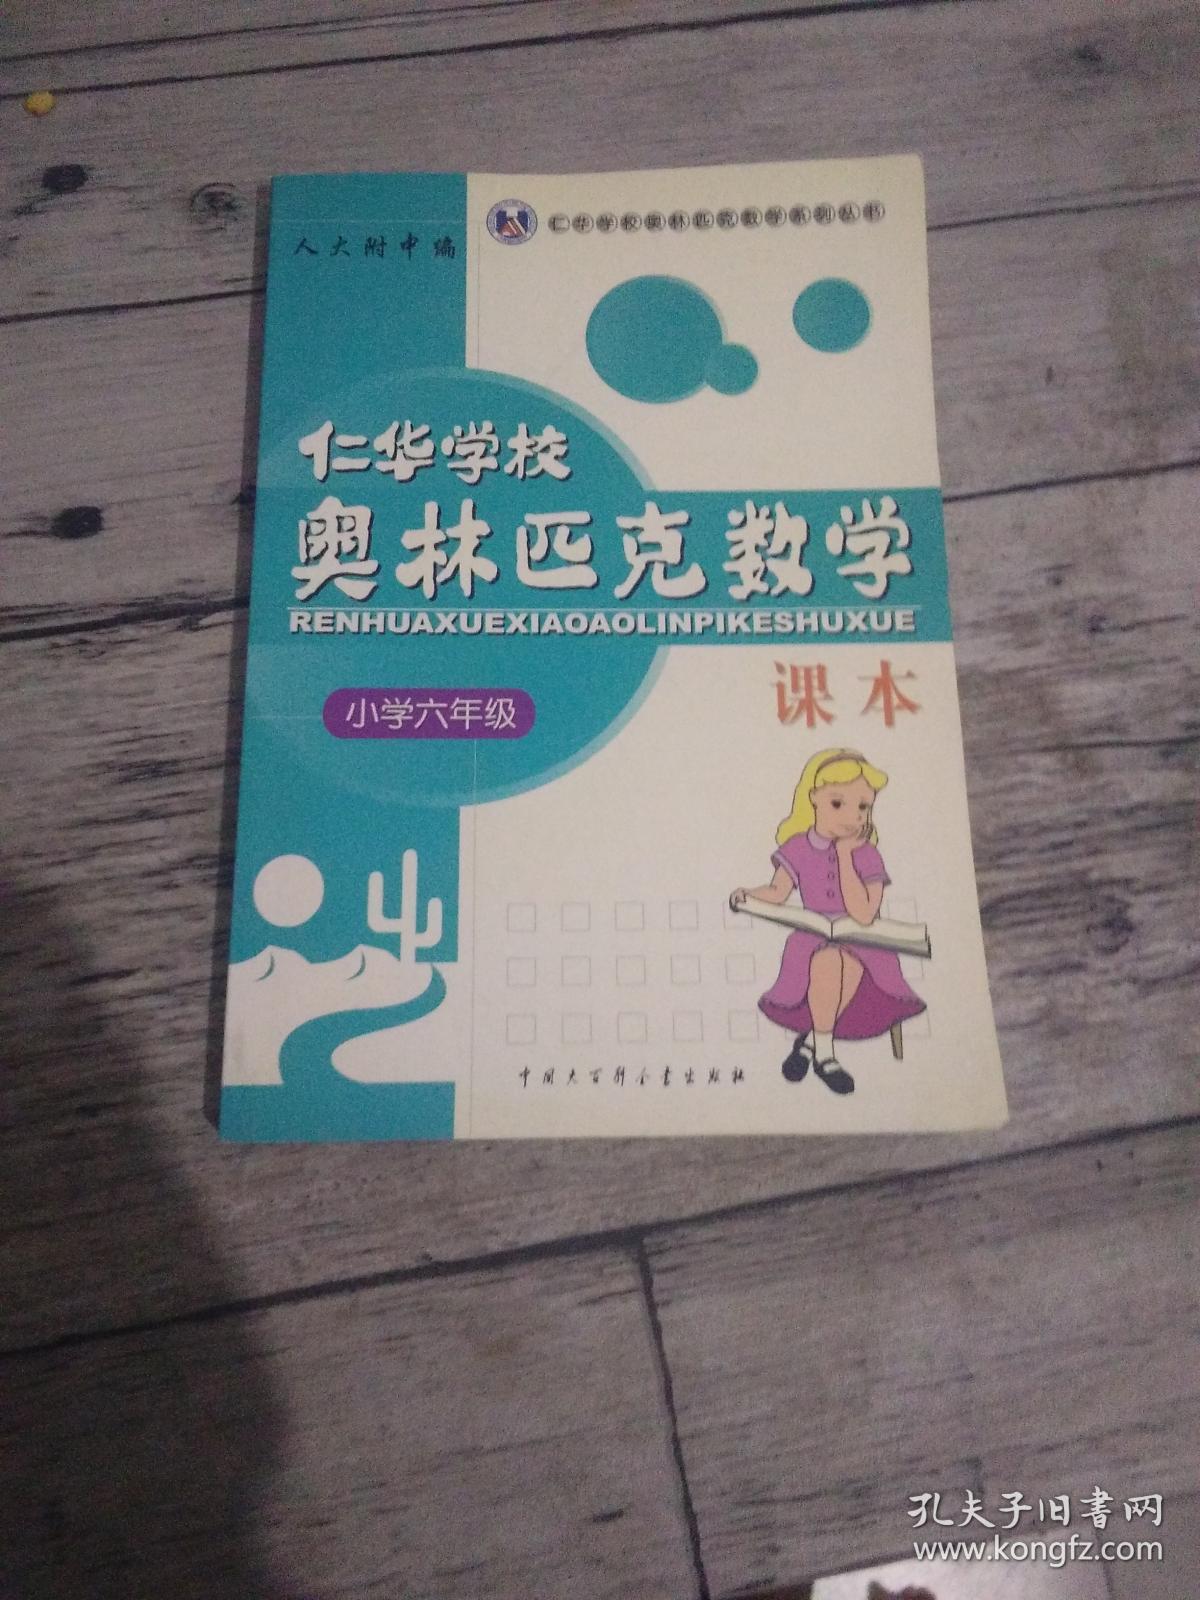 仁华学校奥林匹克数学系列丛书
人大附中编
仁华学校
奥林匹克数学
RENHUAXUEXIAOAOLINPIKESHUXUE
课本
小学六年级
中国大百科全书出版社
孔夫子旧书网
www.kongfz.com